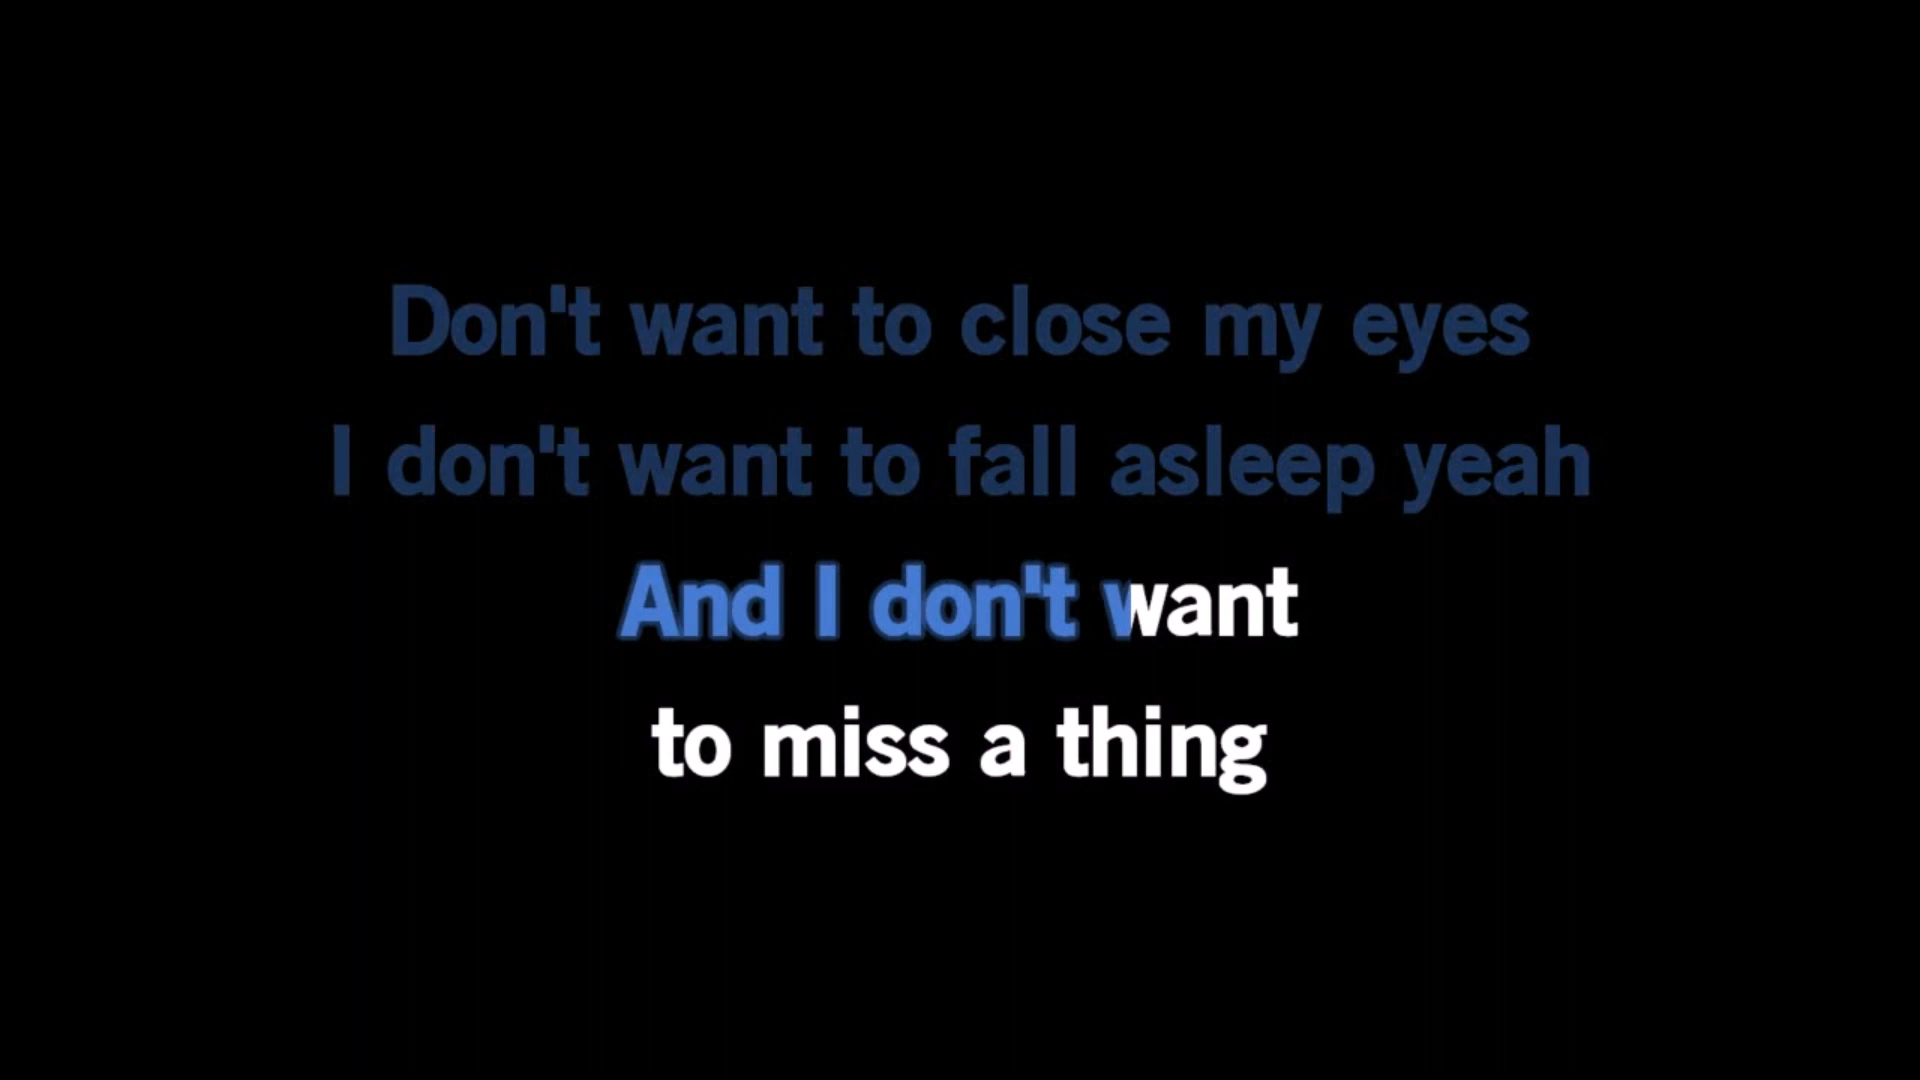 Don't want to close my eyes
I don't want to fall asleep yeah
And I don't want
to miss a thing